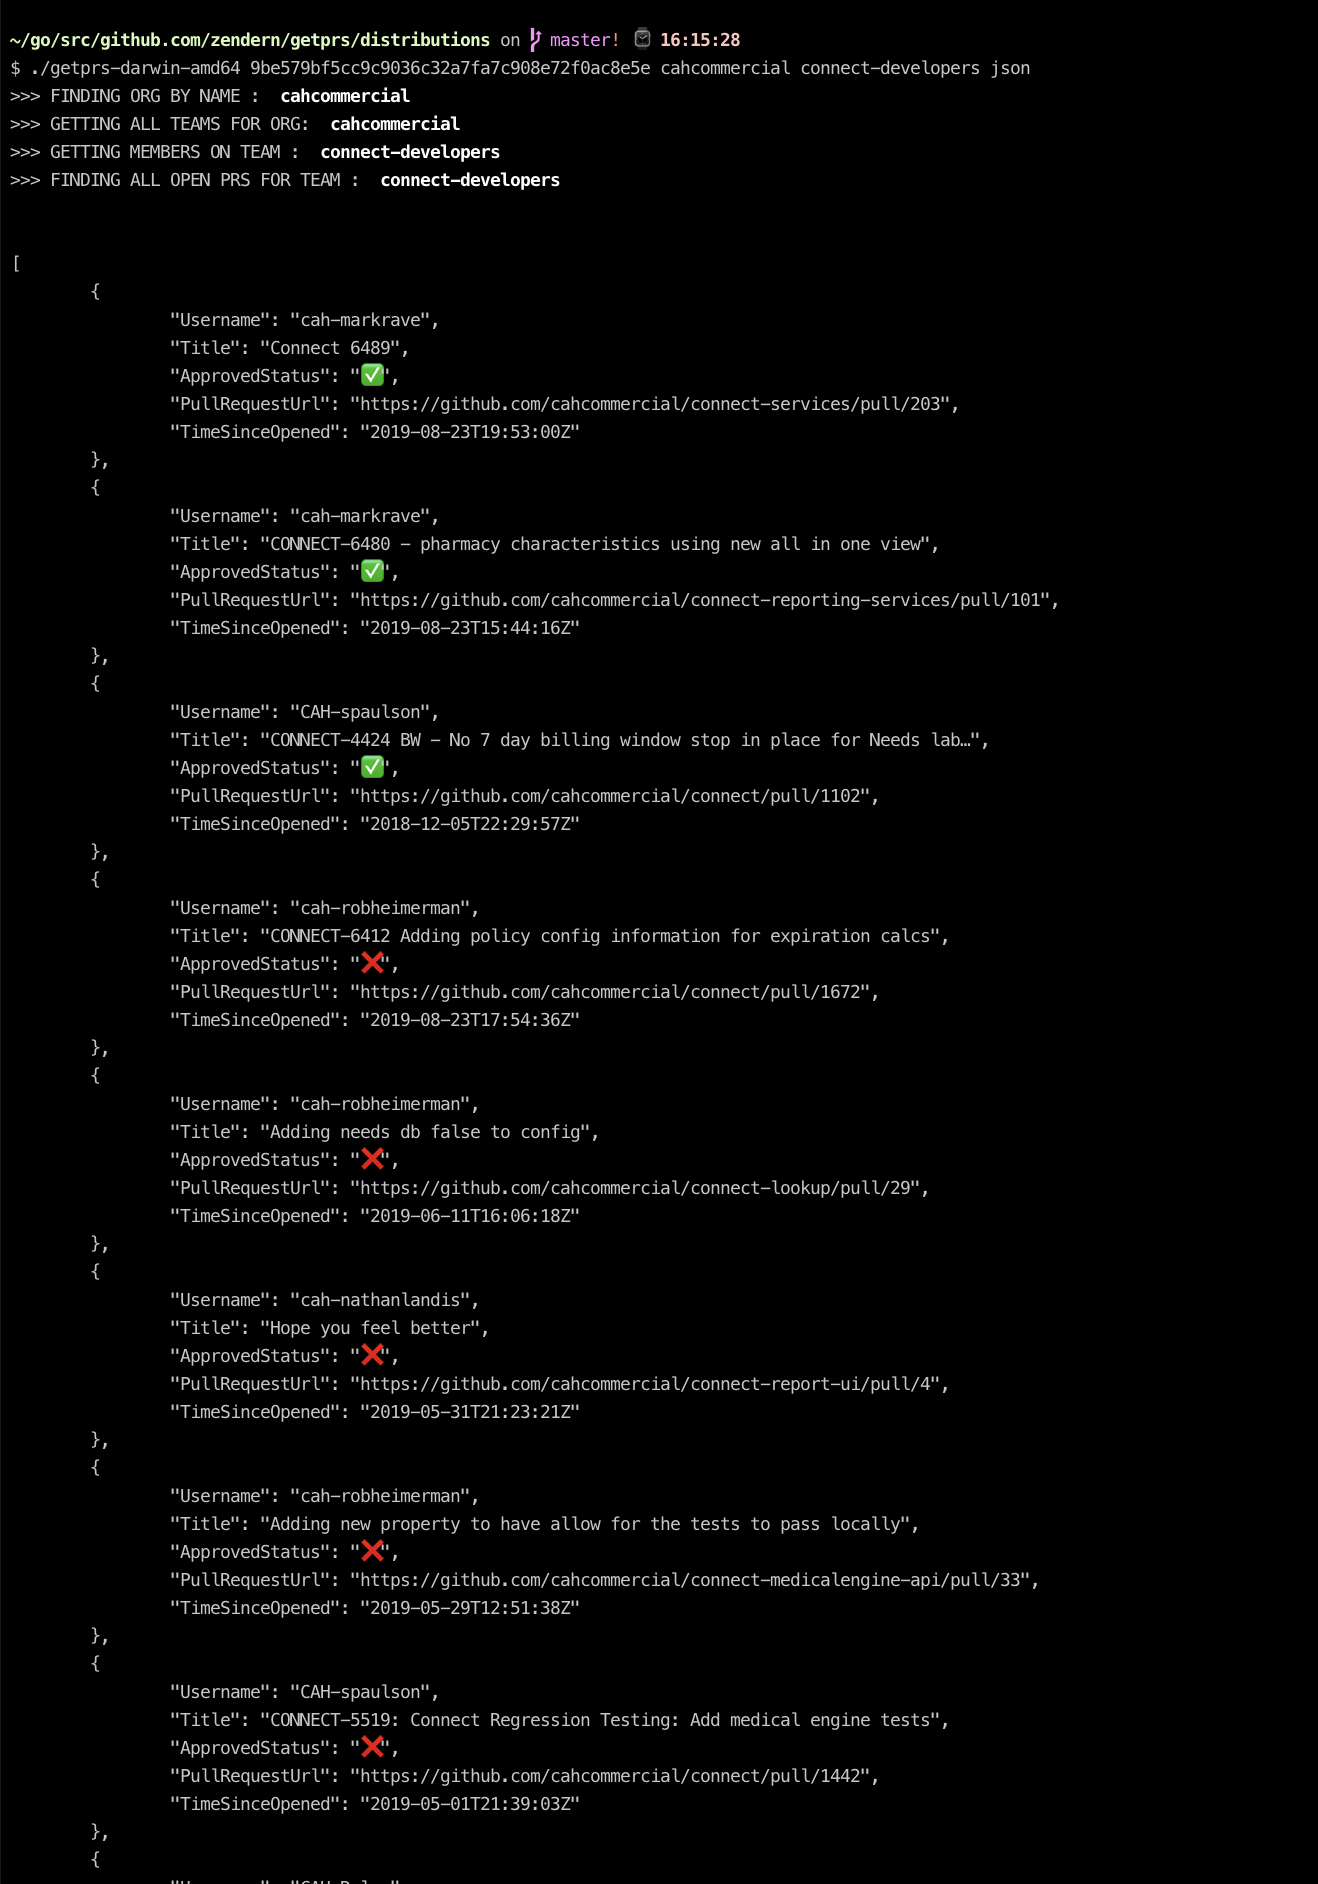 ~/go/src/github.com/zendern/getprs/distributions on master! ⌚ 16:15:28
$ ./getprs-darwin-amd64 9be579bf5cc9c9036c32a7fa7c908e72f0ac8e5e cahcommercial connect-developers json
>>> FINDING ORG BY NAME :  cahcommercial
>>> GETTING ALL TEAMS FOR ORG:  cahcommercial
>>> GETTING MEMBERS ON TEAM :  connect-developers
>>> FINDING ALL OPEN PRS FOR TEAM :  connect-developers
[
{
"Username": "cah-markrave",
"Title": "Connect 6489",
"ApprovedStatus": "✅",
"PullRequestUrl": "https://github.com/cahcommercial/connect-services/pull/203",
"TimeSinceOpened": "2019-08-23T19:53:00Z"
},
{
"Username": "cah-markrave",
"Title": "CONNECT-6480 - pharmacy characteristics using new all in one view",
"ApprovedStatus": "✅",
"PullRequestUrl": "https://github.com/cahcommercial/connect-reporting-services/pull/101",
"TimeSinceOpened": "2019-08-23T15:44:16Z"
},
{
"Username": "CAH-spaulson",
"Title": "CONNECT-4424 BW - No 7 day billing window stop in place for Needs lab…",
"ApprovedStatus": "✅",
"PullRequestUrl": "https://github.com/cahcommercial/connect/pull/1102",
"TimeSinceOpened": "2018-12-05T22:29:57Z"
},
{
"Username": "cah-robheimerman",
"Title": "CONNECT-6412 Adding policy config information for expiration calcs",
"ApprovedStatus": "❌",
"PullRequestUrl": "https://github.com/cahcommercial/connect/pull/1672",
"TimeSinceOpened": "2019-08-23T17:54:36Z"
},
{
"Username": "cah-robheimerman",
"Title": "Adding needs db false to config",
"ApprovedStatus": "❌",
"PullRequestUrl": "https://github.com/cahcommercial/connect-lookup/pull/29",
"TimeSinceOpened": "2019-06-11T16:06:18Z"
},
{
"Username": "cah-nathanlandis",
"Title": "Hope you feel better",
"ApprovedStatus": "❌",
"PullRequestUrl": "https://github.com/cahcommercial/connect-report-ui/pull/4",
"TimeSinceOpened": "2019-05-31T21:23:21Z"
},
{
"Username": "cah-robheimerman",
"Title": "Adding new property to have allow for the tests to pass locally",
"ApprovedStatus": "❌",
"PullRequestUrl": "https://github.com/cahcommercial/connect-medicalengine-api/pull/33",
"TimeSinceOpened": "2019-05-29T12:51:38Z"
},
{
"Username": "CAH-spaulson",
"Title": "CONNECT-5519: Connect Regression Testing: Add medical engine tests",
"ApprovedStatus": "❌",
"PullRequestUrl": "https://github.com/cahcommercial/connect/pull/1442",
"TimeSinceOpened": "2019-05-01T21:39:03Z"
},
{